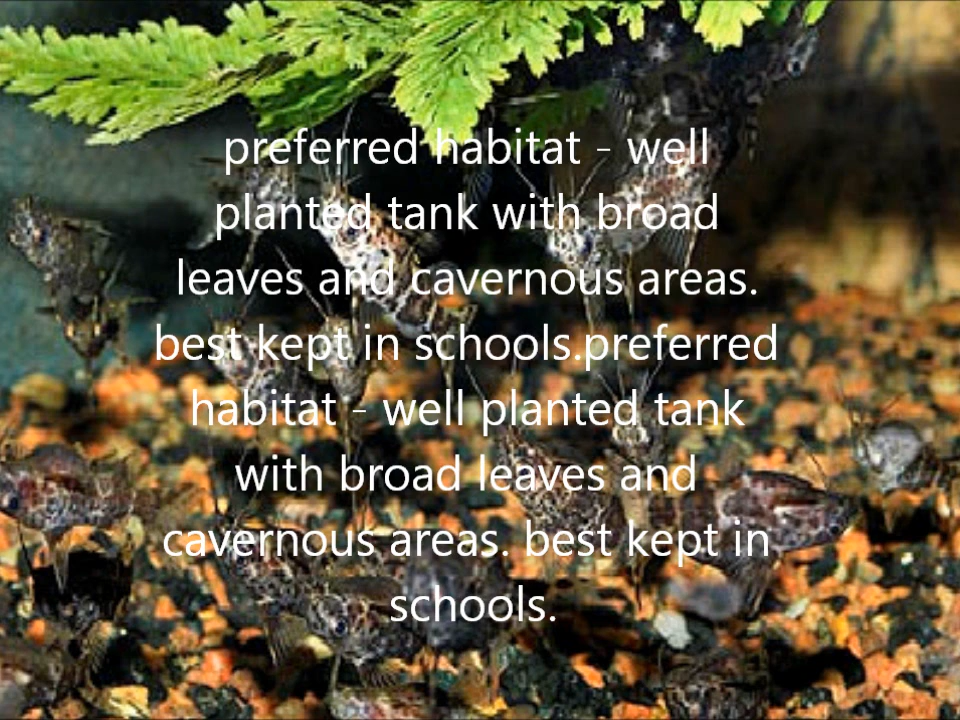 preferred habitat - well
planted tank with broad
leaves and cavernous areas.
best kept in schools.preferred
habitat - well planted tank
with broad leaves and
cavernous areas. best kept in
schools.